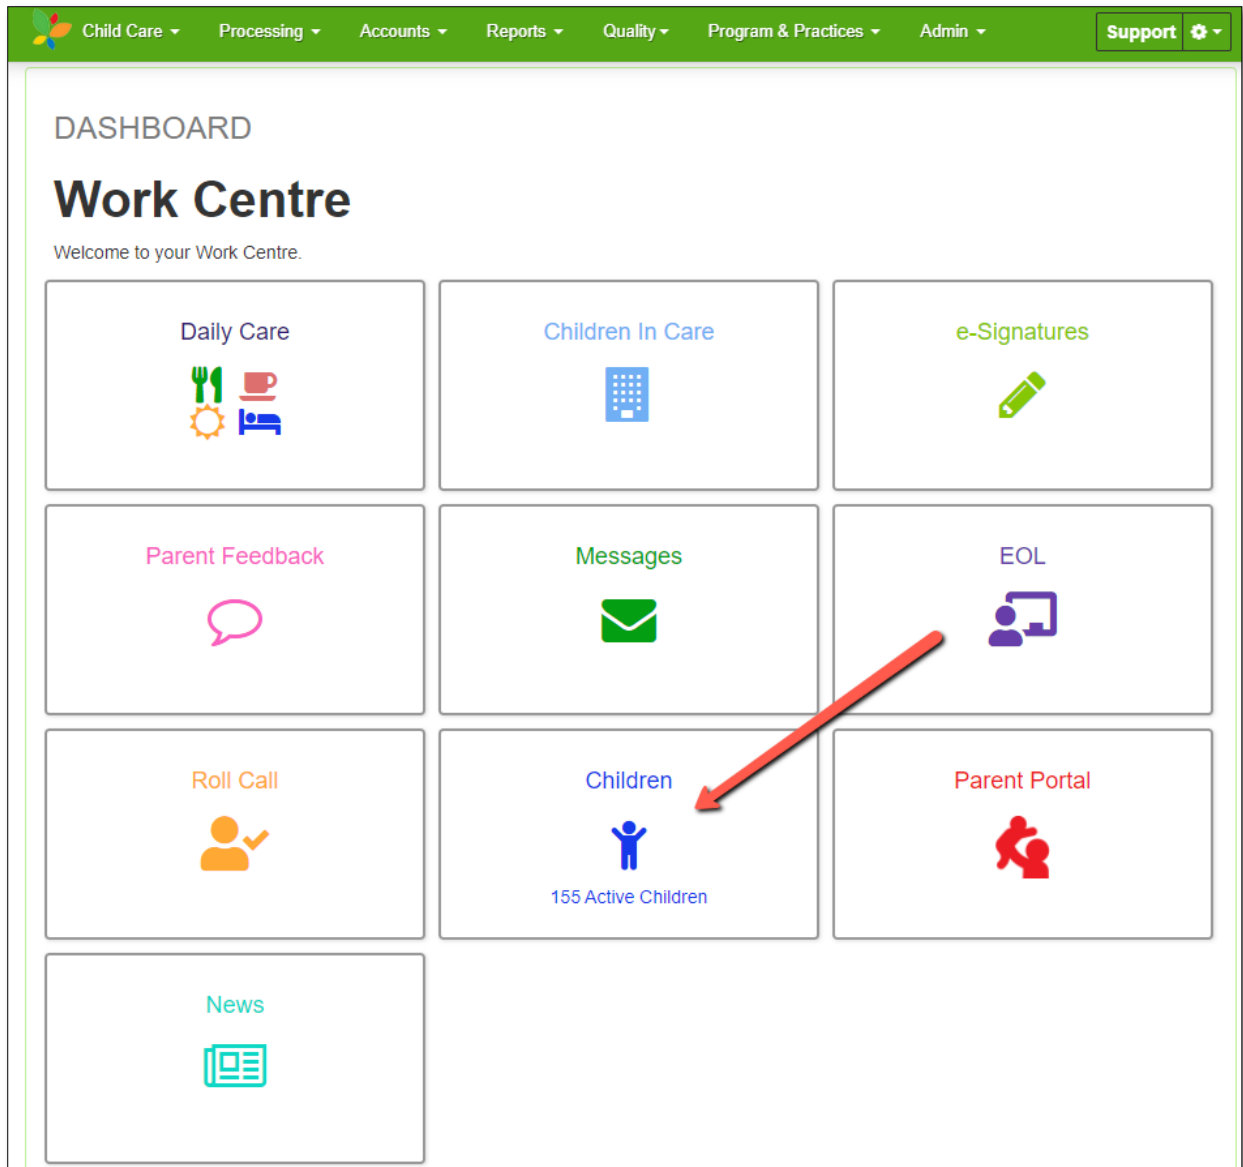 Child Care Processing Accounts Reports Quality Program & Practices Admin Support
DASHBOARD
Work Centre
Welcome to your Work Centre.
Daily Care
Children In Care
e-Signatures
Parent Feedback
Messages
EOL
Roll Call
Children
155 Active Children
Parent Portal
News